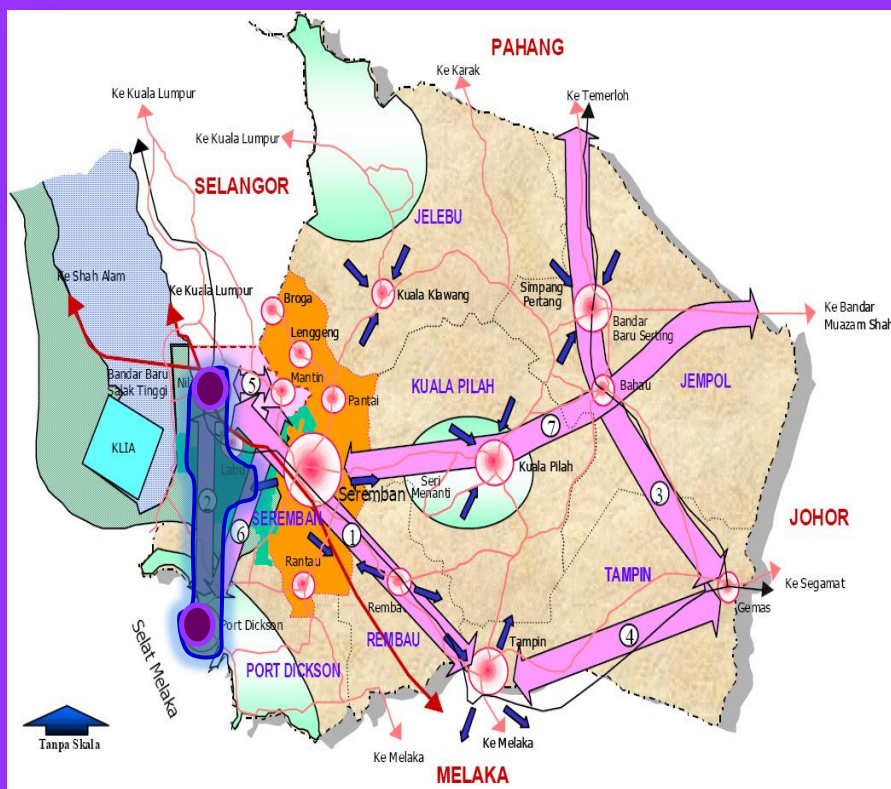 PAHANG
Ke Karak
Ke Kuala Lumpur
Ke Temerloh
Ke Kuala Lumpur
SELANGOR
JELEBU
Ke Shah Alam
Ke Kuala Lumpur
Broga
Kuala Klawang
Simpang
Pertang
Bandar
Baru Serting
Ke Bandar
Muazam Shah
Lenggeng
Bandar Baru
Salak Tinggi
5
Mantin
Pantai
KUALA PILAH
Bahau
JEMPOL
7
KLIA
Labu
Kuala Pilah
Seri
Menanti
Seremban
2
3
SEREMBAN
6
1
JOHOR
Rantau
TAMPIN
Ke Segamat
Gemas
Port Dickson
REMBAU
Tampin
4
Selat Melaka
PORT DICKSON
Tanpa Skala
Ke Melaka
Ke Melaka
MELAKA